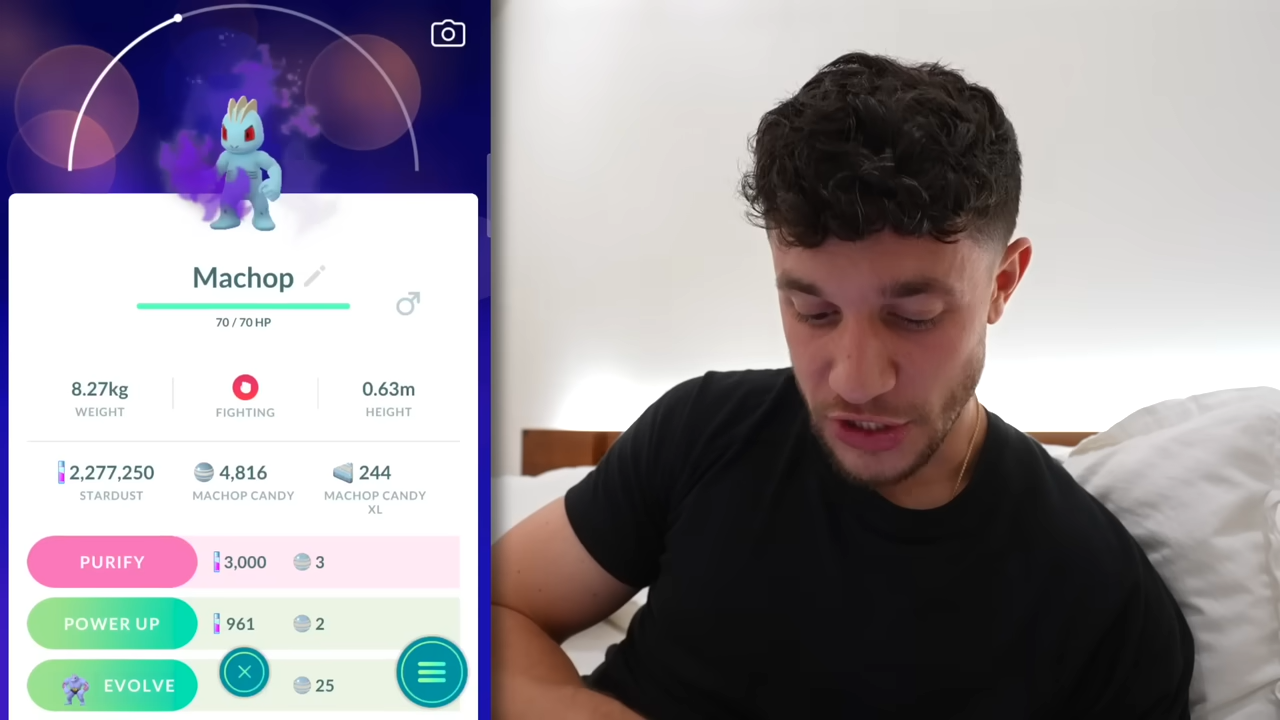 Machop
70 / 70 HP
8.27kg
WEIGHT
FIGHTING
0.63m
HEIGHT
2,277,250
STARDUST
4,816
MACHOP CANDY
244
MACHOP CANDY
XL
PURIFY 3,000 3
POWER UP 961 2
EVOLVE 25